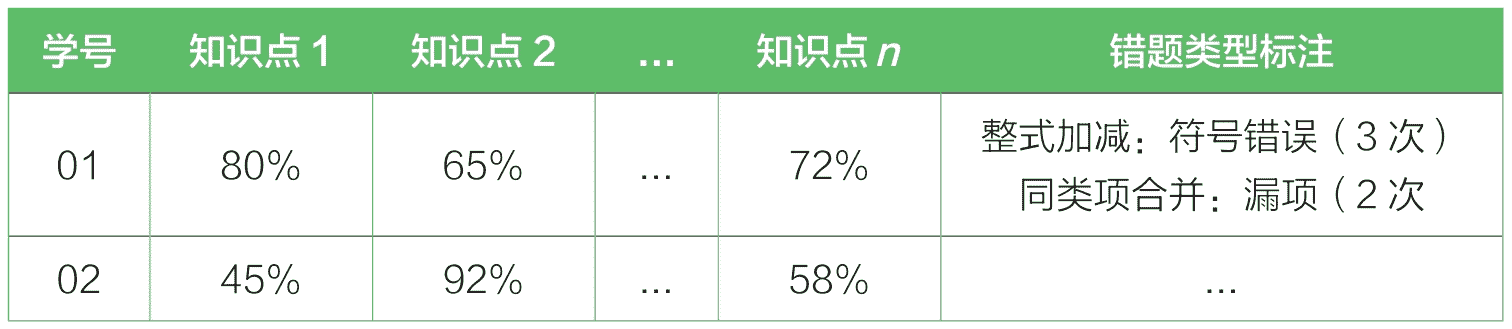 学号 知识点 1 知识点 2 ... 知识点 n 错题类型标注
01 80% 65% ... 72% 整式加减：符号错误（3 次）
同类项合并：漏项（2 次
02 45% 92% ... 58% ...